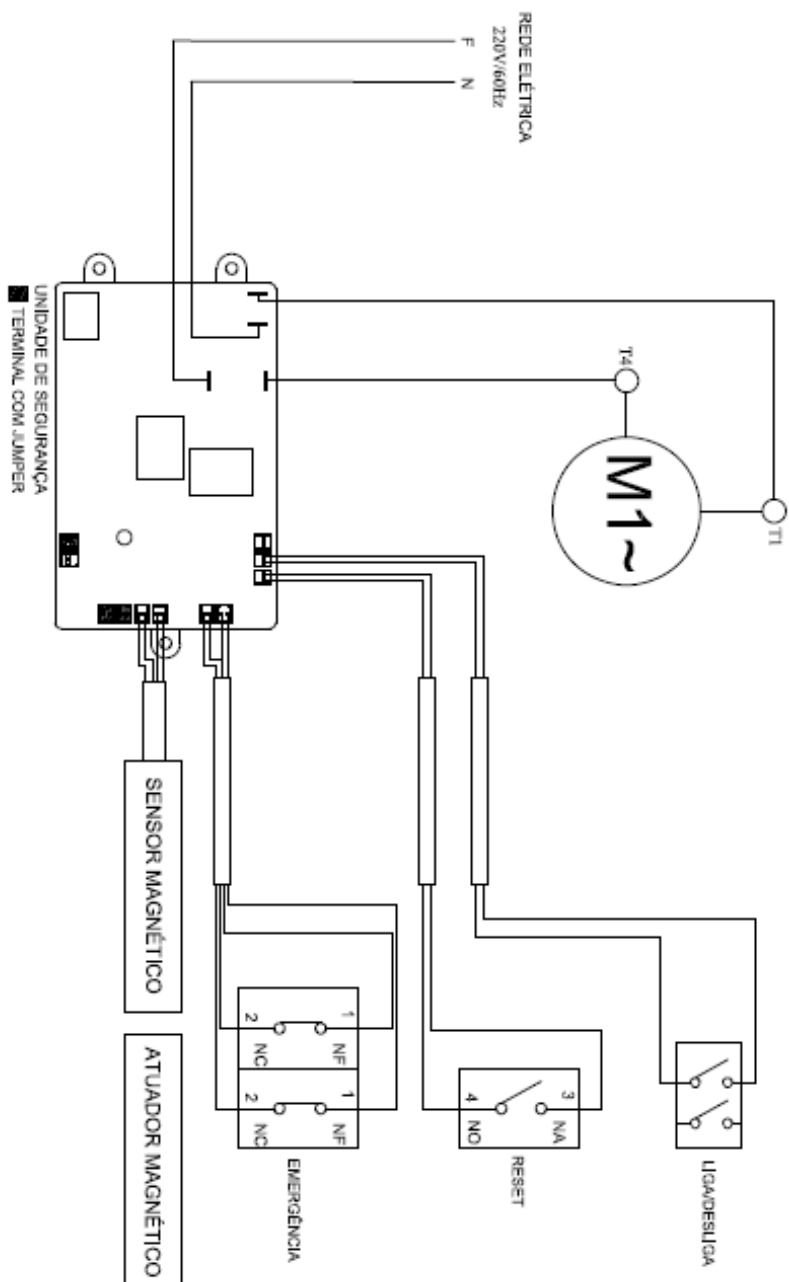 REDE ELÉTRICA
220V/60Hz
F
N
T4
T1
M1~
UNIDADE DE SEGURANÇA
TERMINAL COM JUMPER
SENSOR MAGNÉTICO
ATUADOR MAGNÉTICO
1
NF
2
NC
1
NF
2
NC
EMERGÊNCIA
3
NA
4
NO
RESET
LIGA/DESLIGA